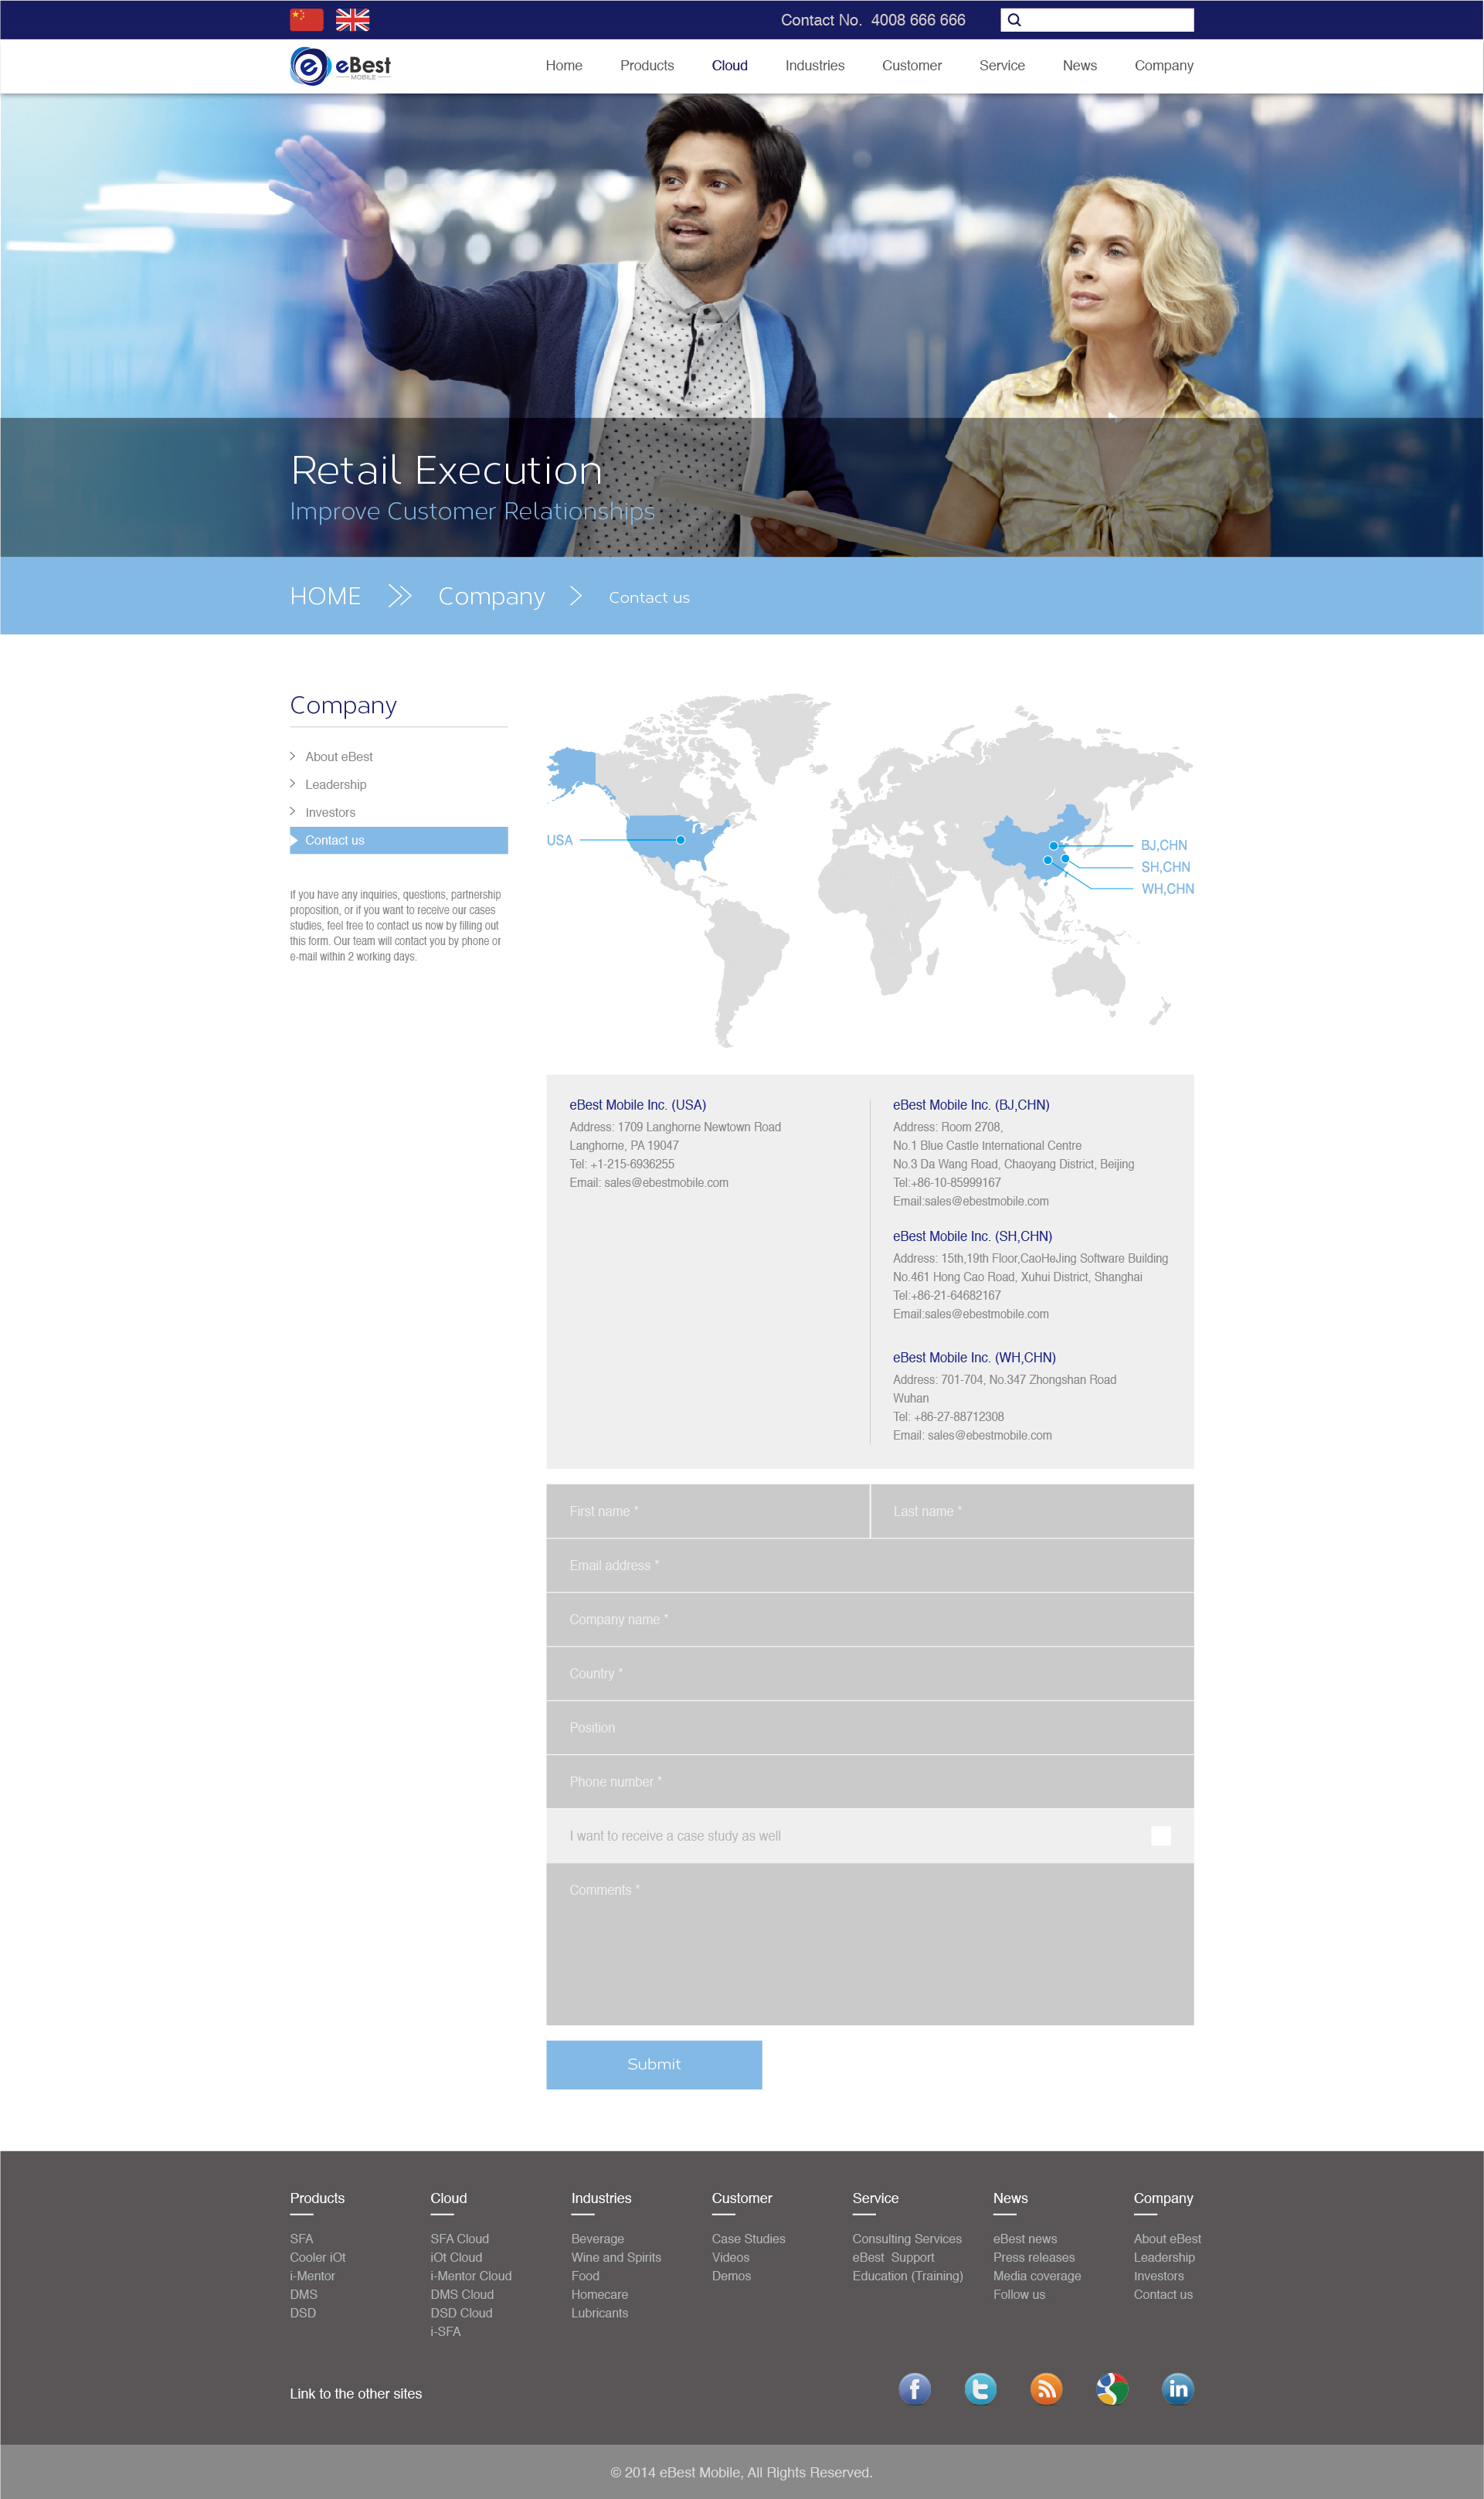 Contact No.  4008 666 666
eBest
MOBILE
Home Products Cloud Industries Customer Service News Company
Retail Execution
Improve Customer Relationships
HOME Company Contact us
Company
About eBest
Leadership
Investors
Contact us
If you have any inquiries, questions, partnership
proposition, or if you want to receive our cases
studies, feel free to contact us now by filling out
this form. Our team will contact you by phone or
e-mail within 2 working days.
USA
BJ,CHN
SH,CHN
WH,CHN
eBest Mobile Inc. (USA)
Address: 1709 Langhorne Newtown Road
Langhorne, PA 19047
Tel: +1-215-6936255
Email: sales@ebestmobile.com
eBest Mobile Inc. (BJ,CHN)
Address: Room 2708,
No.1 Blue Castle International Centre
No.3 Da Wang Road, Chaoyang District, Beijing
Tel:+86-10-85999167
Email:sales@ebestmobile.com
eBest Mobile Inc. (SH,CHN)
Address: 15th,19th Floor,CaoHeJing Software Building
No.461 Hong Cao Road, Xuhui District, Shanghai
Tel:+86-21-64682167
Email:sales@ebestmobile.com
eBest Mobile Inc. (WH,CHN)
Address: 701-704, No.347 Zhongshan Road
Wuhan
Tel: +86-27-88712308
Email: sales@ebestmobile.com
First name *
Last name *
Email address *
Company name *
Country *
Position
Phone number *
I want to receive a case study as well
Comments *
Submit
Products
SFA
Cooler iOt
i-Mentor
DMS
DSD
Cloud
SFA Cloud
iOt Cloud
i-Mentor Cloud
DMS Cloud
DSD Cloud
i-SFA
Industries
Beverage
Wine and Spirits
Food
Homecare
Lubricants
Customer
Case Studies
Videos
Demos
Service
Consulting Services
eBest  Support
Education (Training)
News
eBest news
Press releases
Media coverage
Follow us
Company
About eBest
Leadership
Investors
Contact us
Link to the other sites
© 2014 eBest Mobile, All Rights Reserved.